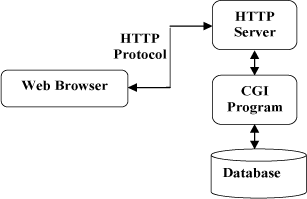 HTTP
Server
HTTP
Protocol
Web Browser
CGI
Program
Database